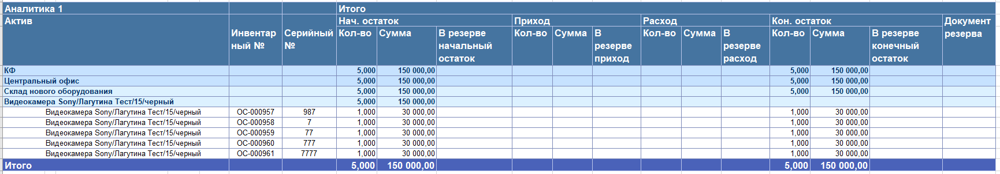 Аналитика 1 Итого
Актив Нач. остаток Приход Расход Кон. остаток Документ резерва
Инвентар ный № Серийный № Кол-во Сумма В резерве начальный остаток Кол-во Сумма В резерве приход Кол-во Сумма В резерве расход Кол-во Сумма В резерве конечный остаток
КФ 5,000 150 000,00 5,000 150 000,00
Центральный офис 5,000 150 000,00 5,000 150 000,00
Склад нового оборудования 5,000 150 000,00 5,000 150 000,00
Видеокамера Sony/Лагутина Тест/15/черный 5,000 150 000,00
Видеокамера Sony/Лагутина Тест/15/черный ОС-000957 987 1,000 30 000,00 1,000 30 000,00
Видеокамера Sony/Лагутина Тест/15/черный ОС-000958 7 1,000 30 000,00 1,000 30 000,00
Видеокамера Sony/Лагутина Тест/15/черный ОС-000959 77 1,000 30 000,00 1,000 30 000,00
Видеокамера Sony/Лагутина Тест/15/черный ОС-000960 777 1,000 30 000,00 1,000 30 000,00
Видеокамера Sony/Лагутина Тест/15/черный ОС-000961 7777 1,000 30 000,00 1,000 30 000,00
Итого 5,000 150 000,00 5,000 150 000,00